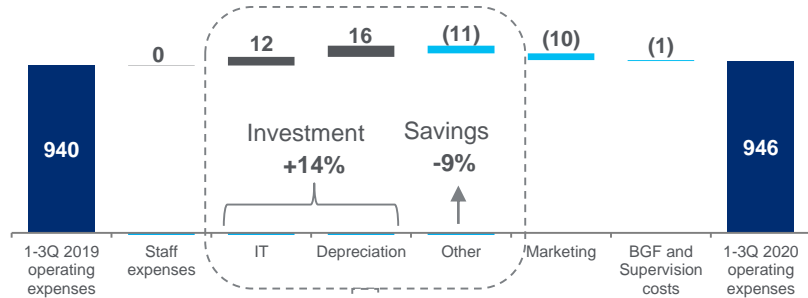 0
12
16
(11)
(10)
(1)
Investment
+14%
Savings
-9%
940
946
1-3Q 2019
operating
expenses
Staff
expenses
IT
Depreciation
Other
Marketing
BGF and
Supervision
costs
1-3Q 2020
operating
expenses